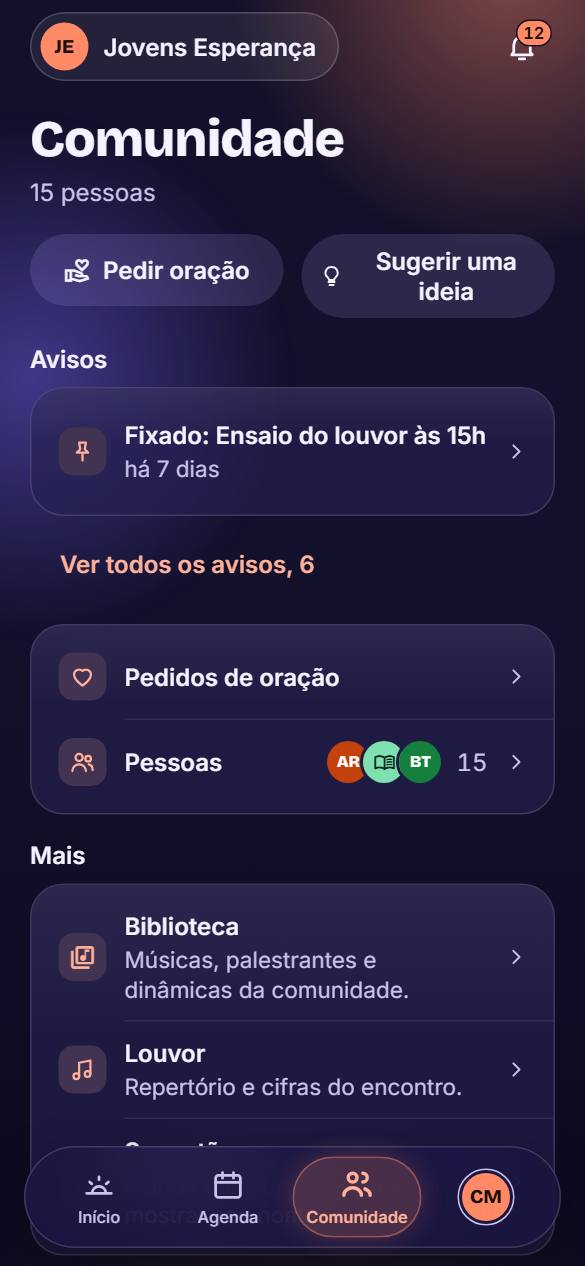 JE Jovens Esperança 12
Comunidade
15 pessoas
Pedir oração
Sugerir uma
ideia
Avisos
Fixado: Ensaio do louvor às 15h
há 7 dias
Ver todos os avisos, 6
Pedidos de oração
Pessoas AR BT 15
Mais
Biblioteca
Músicas, palestrantes e
dinâmicas da comunidade.
Louvor
Repertório e cifras do encontro.
Início Agenda Comunidade CM